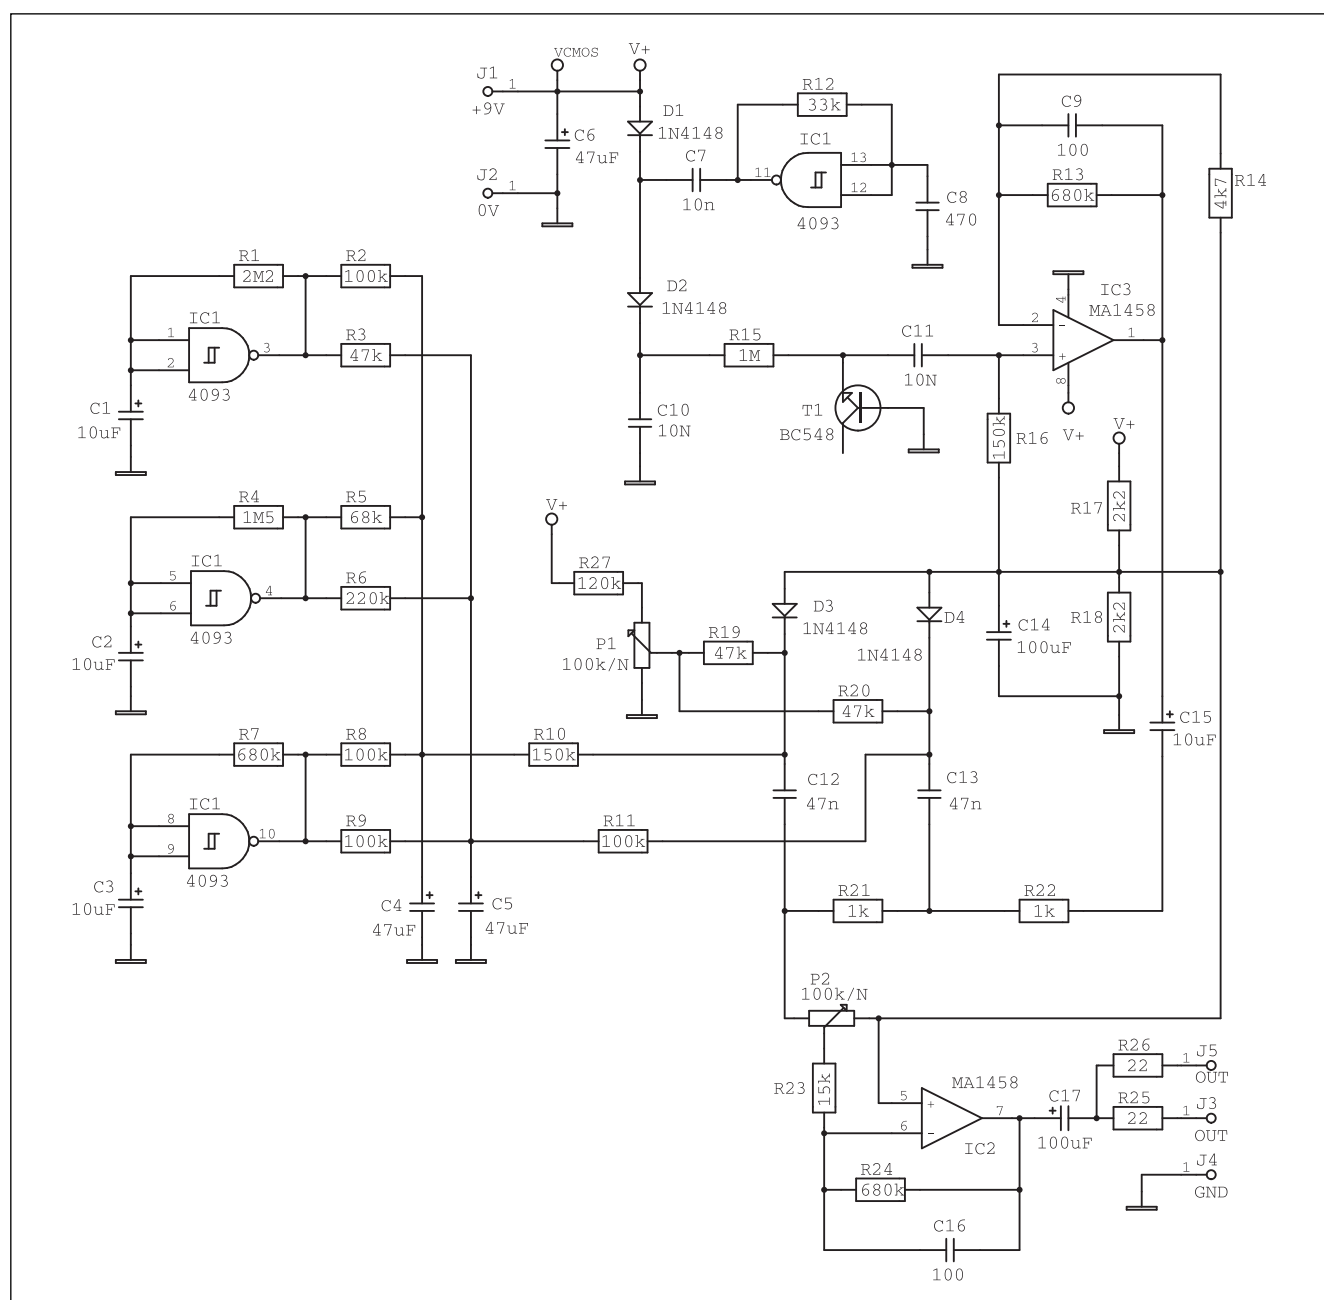 VCMOS
V+
J1
1
+9V
C6
47uF
J2
1
0V
D1
1N4148
C7
10n
R12
33k
IC1
11
13
12
4093
C8
470
C9
100
R13
680k
R14
4k7
R1
2M2
R2
100k
IC1
1
2
3
4093
R3
47k
C1
10uF
D2
1N4148
R15
1M
C11
10N
IC3
MA1458
4
2
3
1
8
V+
C10
10N
T1
BC548
R16
150k
V+
R17
2k2
R4
1M5
R5
68k
IC1
5
6
4
4093
R6
220k
C2
10uF
V+
R27
120k
P1
100k/N
R19
47k
D3
1N4148
D4
1N4148
C14
100uF
R18
2k2
R20
47k
C15
10uF
R7
680k
R8
100k
R10
150k
IC1
8
9
10
4093
R9
100k
R11
100k
C12
47n
C13
47n
C3
10uF
C4
47uF
C5
47uF
R21
1k
R22
1k
P2
100k/N
R23
15k
MA1458
5
6
7
IC2
C17
100uF
R26
22
1
J5
OUT
R25
22
1
J3
OUT
1
J4
GND
R24
680k
C16
100